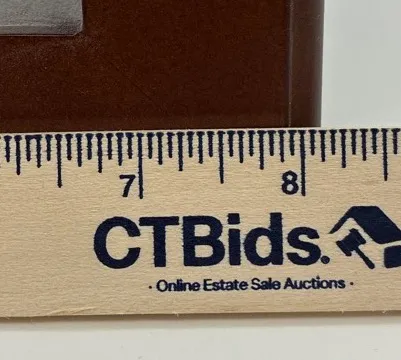 7 8
CTBids.
· Online Estate Sale Auctions ·